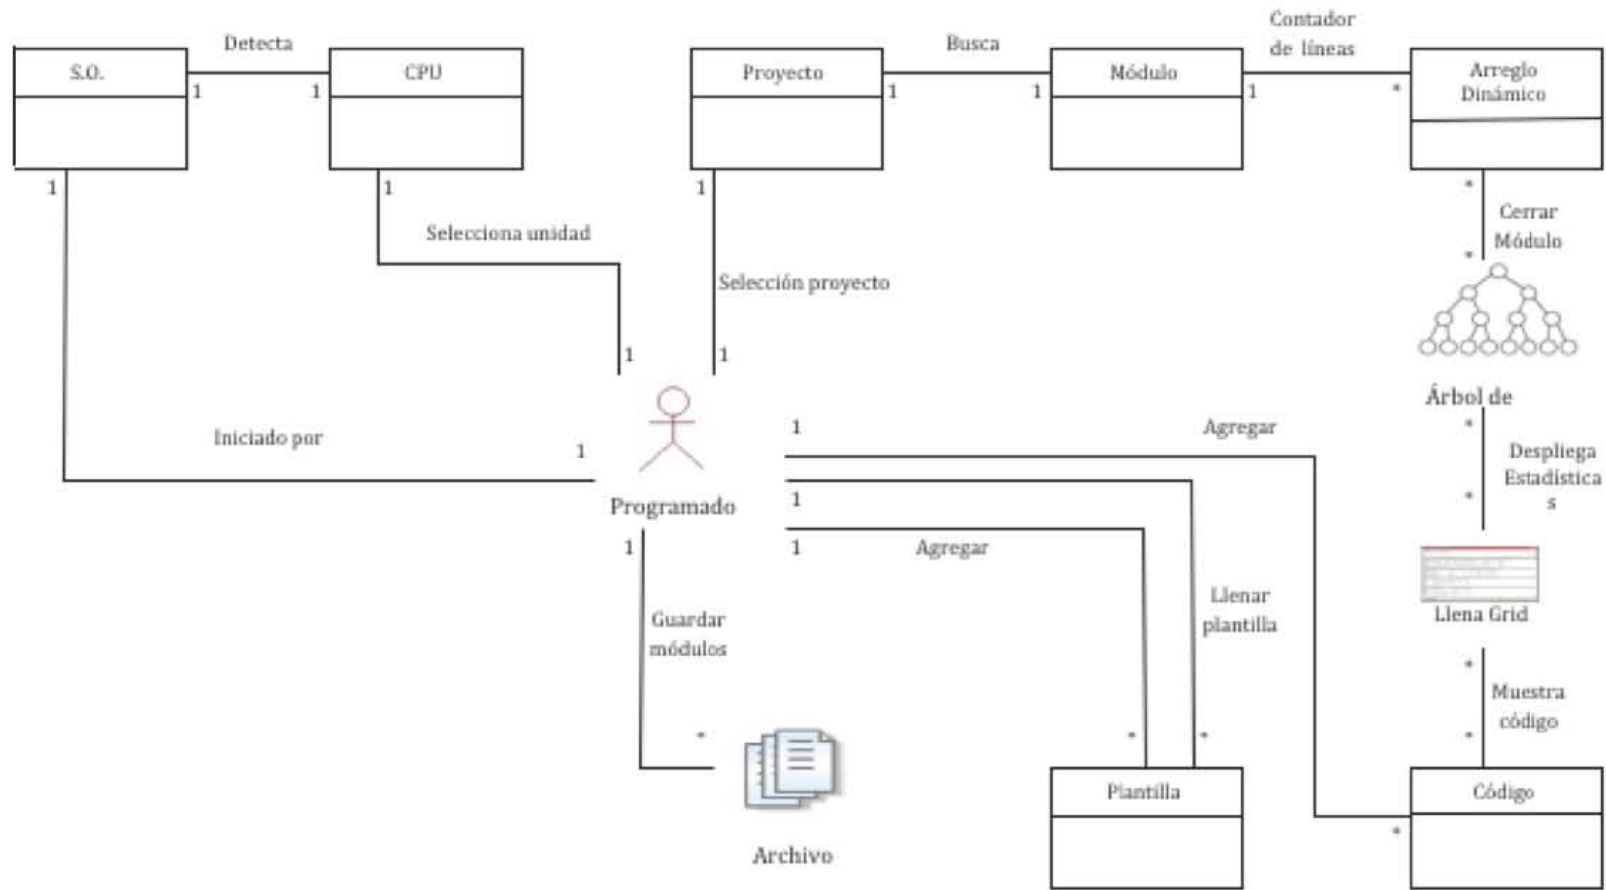 Contador
Detecta
Busca
de líneas
S.O.
CPU
Proyecto
Módulo
Arreglo
Dinámico
1
1
1
1
1
*
1
1
1
*
Cerrar
Módulo
*
Selecciona unidad
Selección proyecto
1
1
Árbol de
*
Despliega
Estadística
s
*
Iniciado por
1
1
Agregar
Programado
1
1
1
Agregar
Llena Grid
Guardar
módulos
Llenar
plantilla
*
Muestra
código
*
*
*
*
Plantilla
Código
*
Archivo